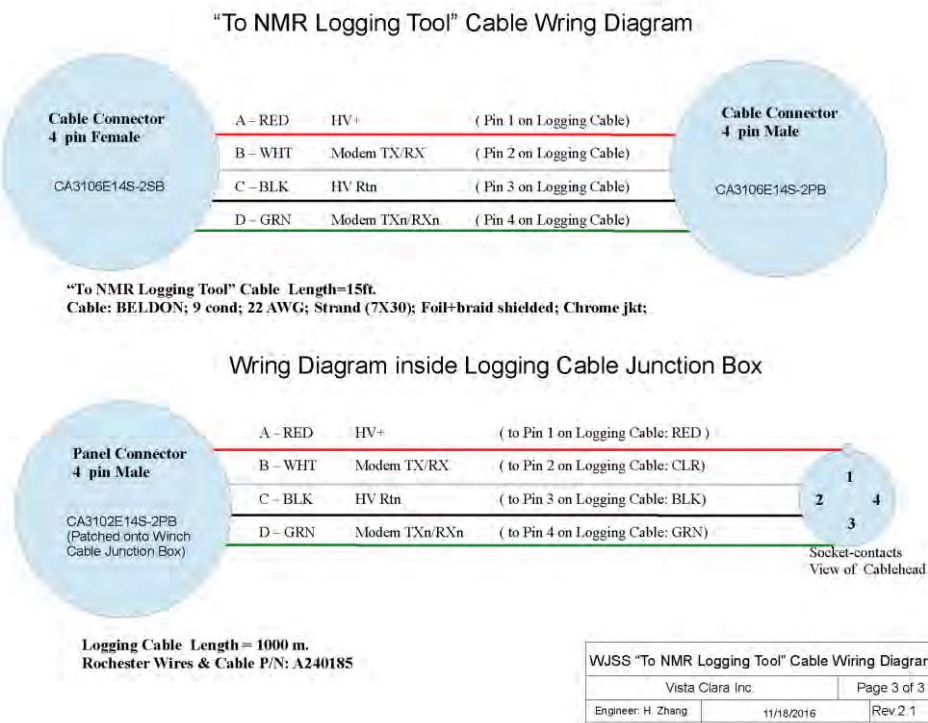 “To NMR Logging Tool” Cable Wring Diagram
Cable Connector
4 pin Female
CA3106E14S-2SB
A – RED HV+ ( Pin 1 on Logging Cable)
B – WHT Modem TX/RX ( Pin 2 on Logging Cable)
C – BLK HV Rtn ( Pin 3 on Logging Cable)
D – GRN Modem TXn/RXn ( Pin 4 on Logging Cable)
Cable Connector
4 pin Male
CA3106E14S-2PB
“To NMR Logging Tool” Cable Length=15ft.
Cable: BELDON; 9 cond; 22 AWG; Strand (7X30); Foil+braid shielded; Chrome jkt;
Wring Diagram inside Logging Cable Junction Box
Panel Connector
4 pin Male
CA3102E14S-2PB
(Patched onto Winch
Cable Junction Box)
A – RED HV+ ( to Pin 1 on Logging Cable: RED )
B – WHT Modem TX/RX ( to Pin 2 on Logging Cable: CLR)
C – BLK HV Rtn ( to Pin 3 on Logging Cable: BLK)
D – GRN Modem TXn/RXn ( to Pin 4 on Logging Cable: GRN)
1
2 4
3
Socket-contacts
View of Cablehead
Logging Cable Length = 1000 m.
Rochester Wires & Cable P/N: A240185
WJSS “To NMR Logging Tool” Cable Wiring Diagram
Vista Clara Inc. Page 3 of 3
Engineer: H. Zhang 11/18/2016 Rev.2.1